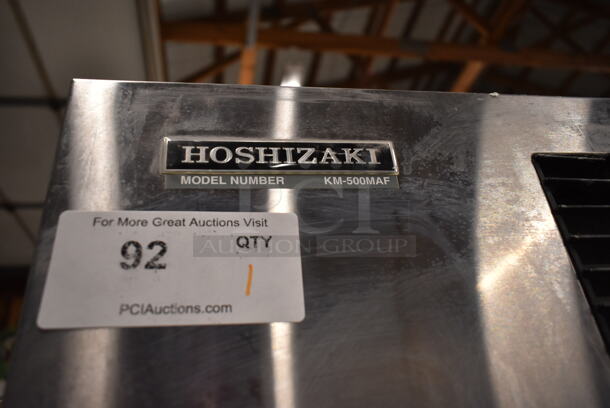 HOSHIZAKI
MODEL NUMBER KM-500MAF
PCI
AUCTION GROUP
For More Great Auctions Visit
92 QTY
1
PCIAuctions.com